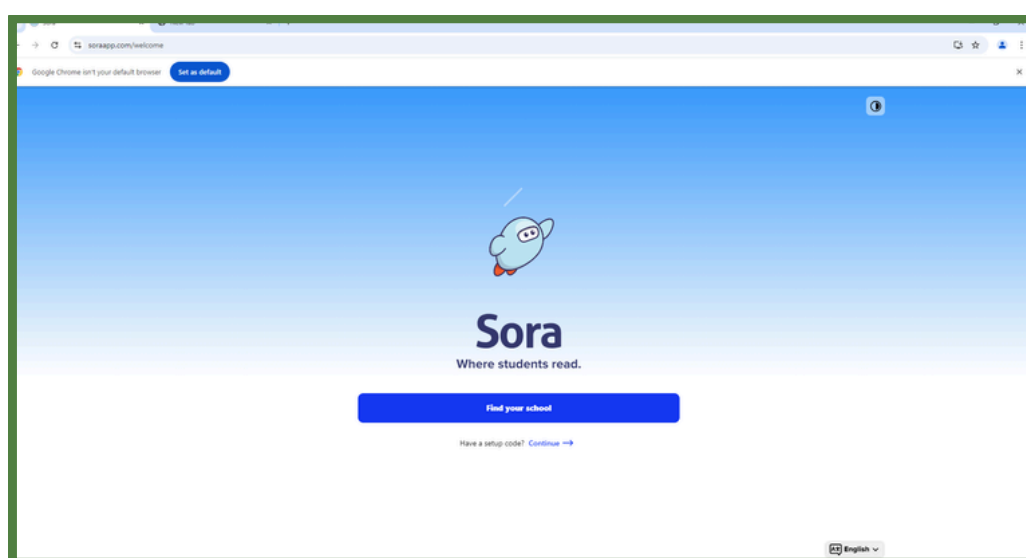 soraapp.com/welcome
Google Chrome isn't your default browser Set as default
Sora
Where students read.
Find your school
Have a setup code? Continue →
English